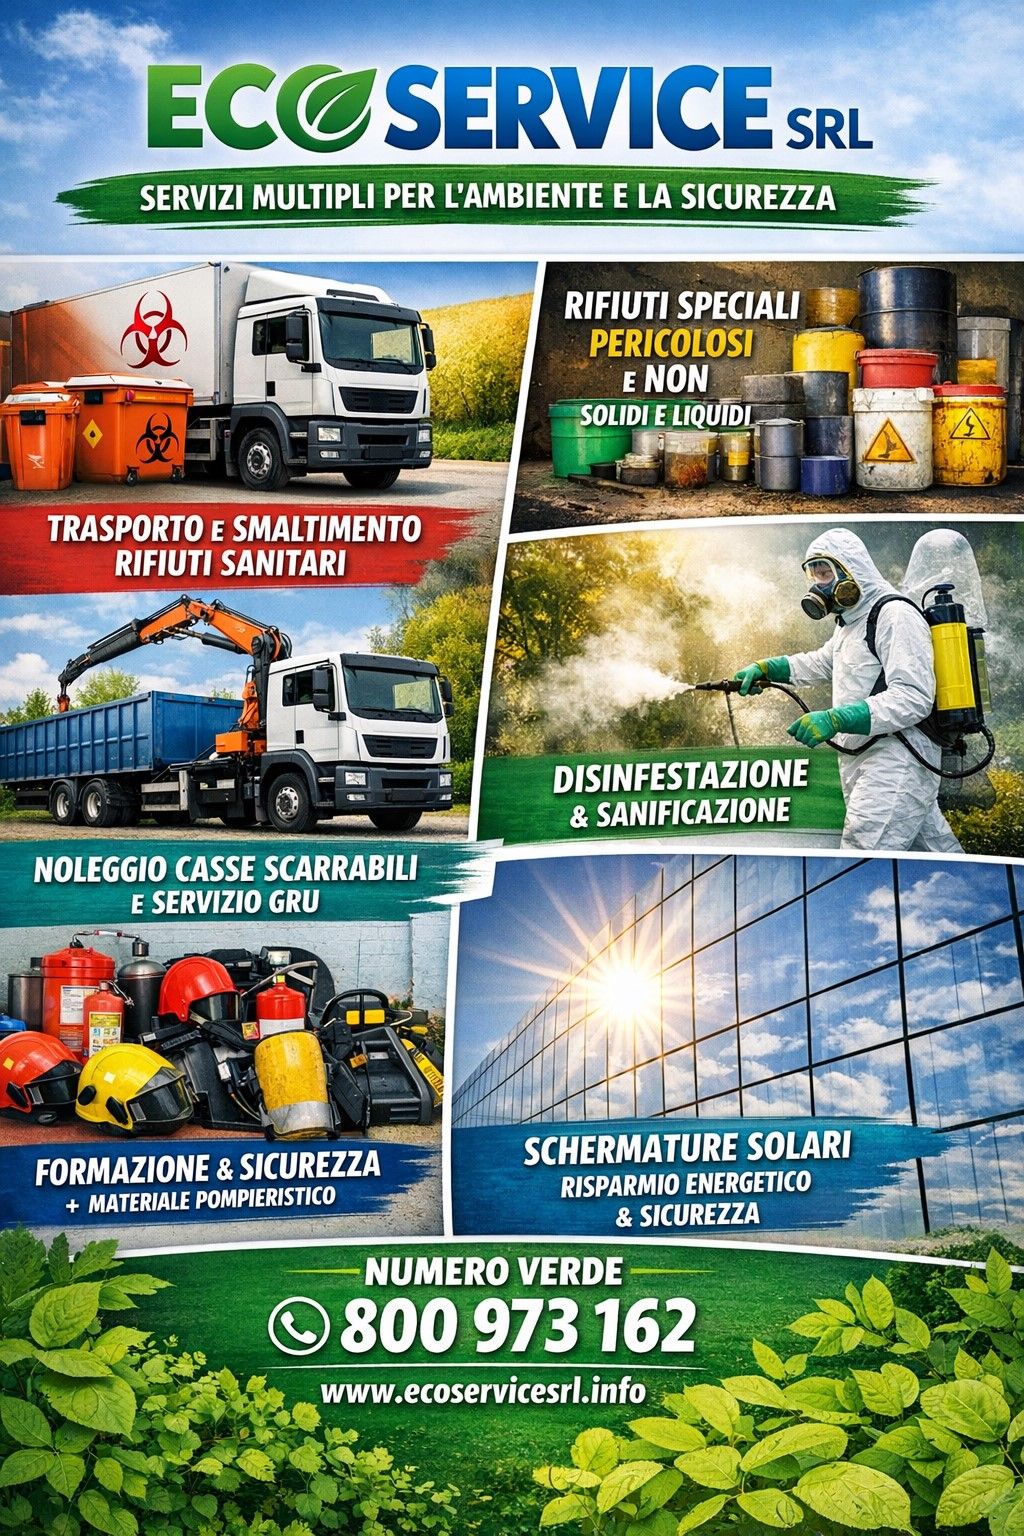 ECOSERVICE SRL
SERVIZI MULTIPLI PER L'AMBIENTE E LA SICUREZZA
TRASPORTO E SMALTIMENTO
RIFIUTI SANITARI
RIFIUTI SPECIALI
PERICOLOSI
E NON
SOLIDI E LIQUIDI
DISINFESTAZIONE
& SANIFICAZIONE
NOLEGGIO CASSE SCARRABILI
E SERVIZIO GRU
FORMAZIONE & SICUREZZA
+ MATERIALE POMPIERISTICO
SCHERMATURE SOLARI
RISPARMIO ENERGETICO
& SICUREZZA
NUMERO VERDE
800 973 162
www.ecoservicesrl.info